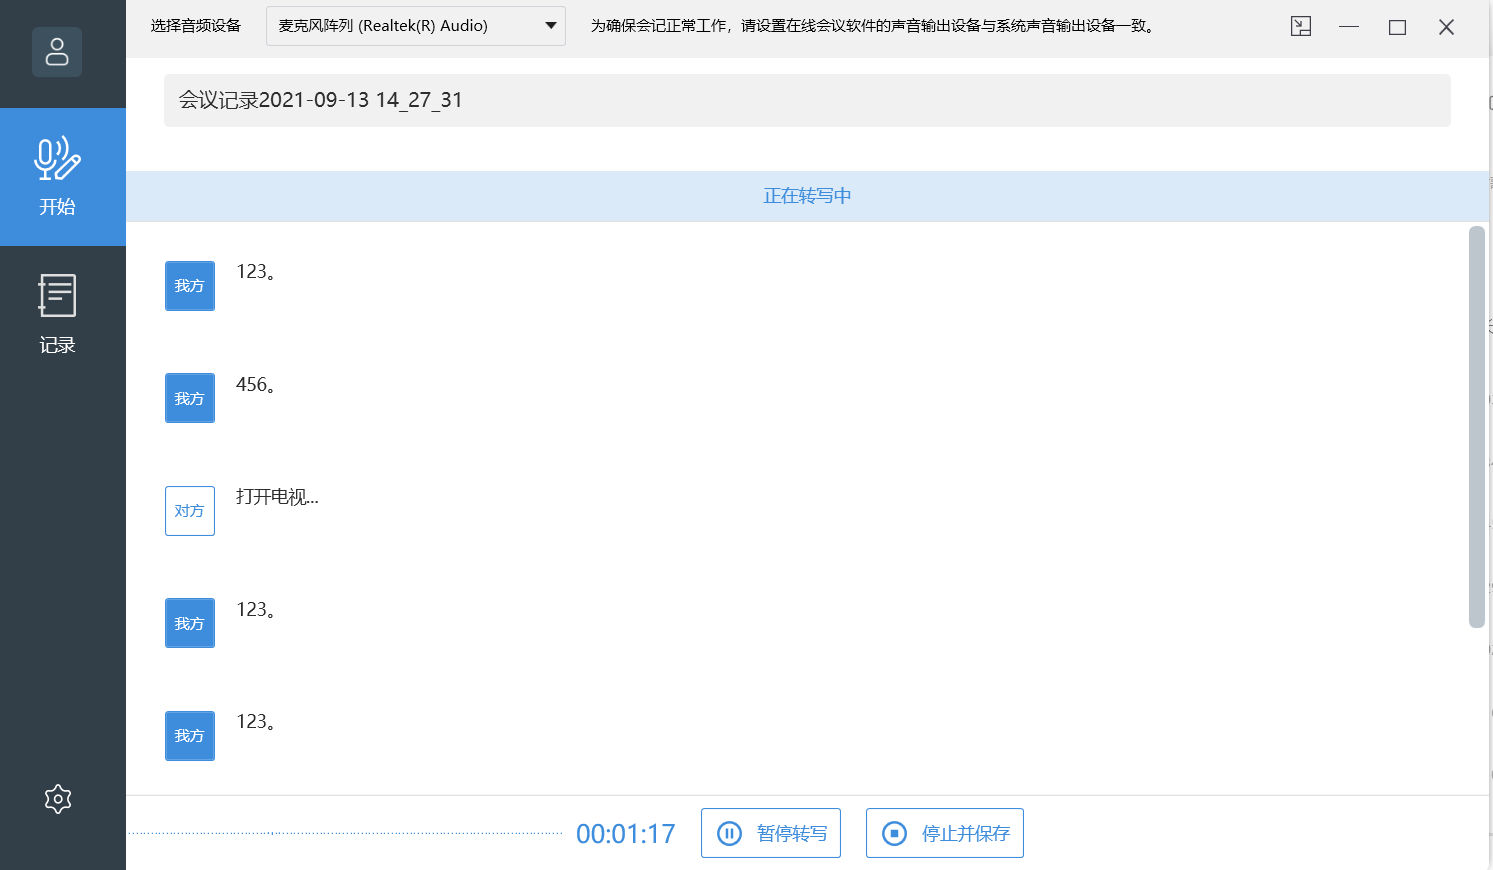 选择音频设备
麦克风阵列 (Realtek(R) Audio)
为确保会记正常工作，请设置在线会议软件的声音输出设备与系统声音输出设备一致。
会议记录2021-09-13 14_27_31
开始
记录
正在转写中
我方
123。
我方
456。
对方
打开电视...
我方
123。
我方
123。
00:01:17
暂停转写
停止并保存